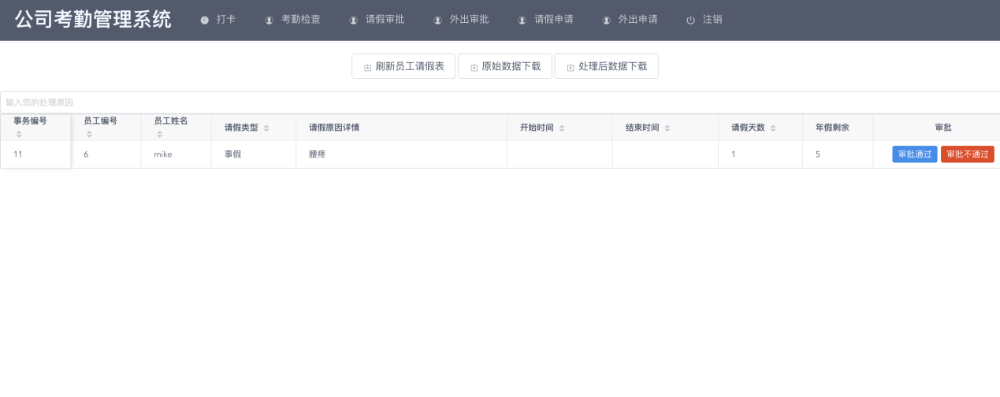 公司考勤管理系统 打卡 考勤检查 请假审批 外出审批 请假申请 外出申请 注销
刷新员工请假表 原始数据下载 处理后数据下载
输入您的处理原因
事务编号 员工编号 员工姓名 请假类型 请假原因详情 开始时间 结束时间 请假天数 年假剩余 审批
11 6 mike 事假 腰疼 1 5 审批通过 审批不通过